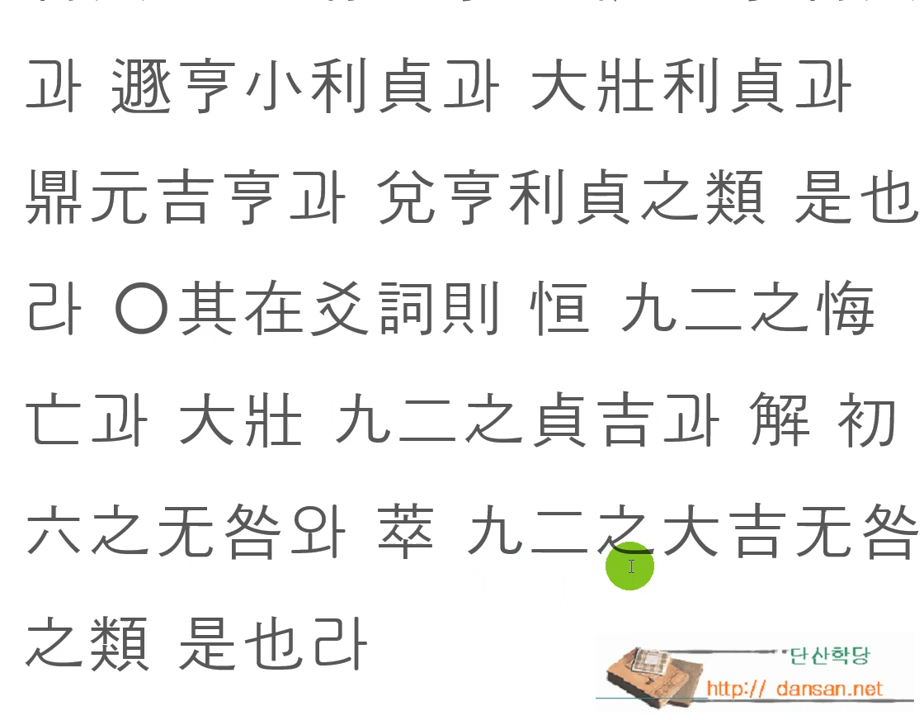 과 遯亨小利貞과 大壯利貞과
鼎元吉亨과 兌亨利貞之類 是也
라 〇其在爻詞則 恒 九二之悔
亡과 大壯 九二之貞吉과 解 初
六之无咎와 萃 九二之大吉无咎
之類 是也라
단산학당
http:// dansan.net